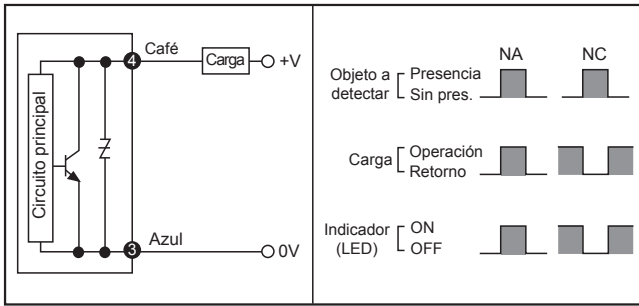 Circuito principal
4
Café
Carga
+V
3
Azul
0V
NA
NC
Objeto a
detectar
Presencia
Sin pres.
Carga
Operación
Retorno
Indicador
(LED)
ON
OFF